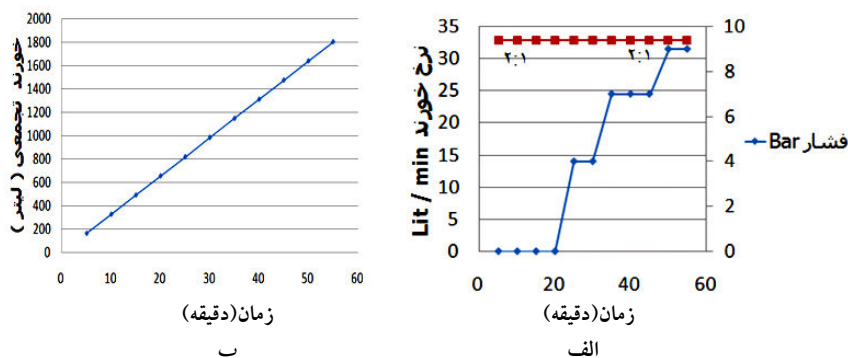 2000
1800
1600
1400
1200
1000
800
600
400
200
0
خورند تجمعی ( لیتر )
0 10 20 30 40 50 60
زمان(دقیقه)
ب
35
30
25
20
15
10
5
0
نرخ خورند Lit / min
۲:۱ ۲:۱
10
8
6
4
2
0
فشار Bar
0 20 40 60
زمان(دقیقه)
الف